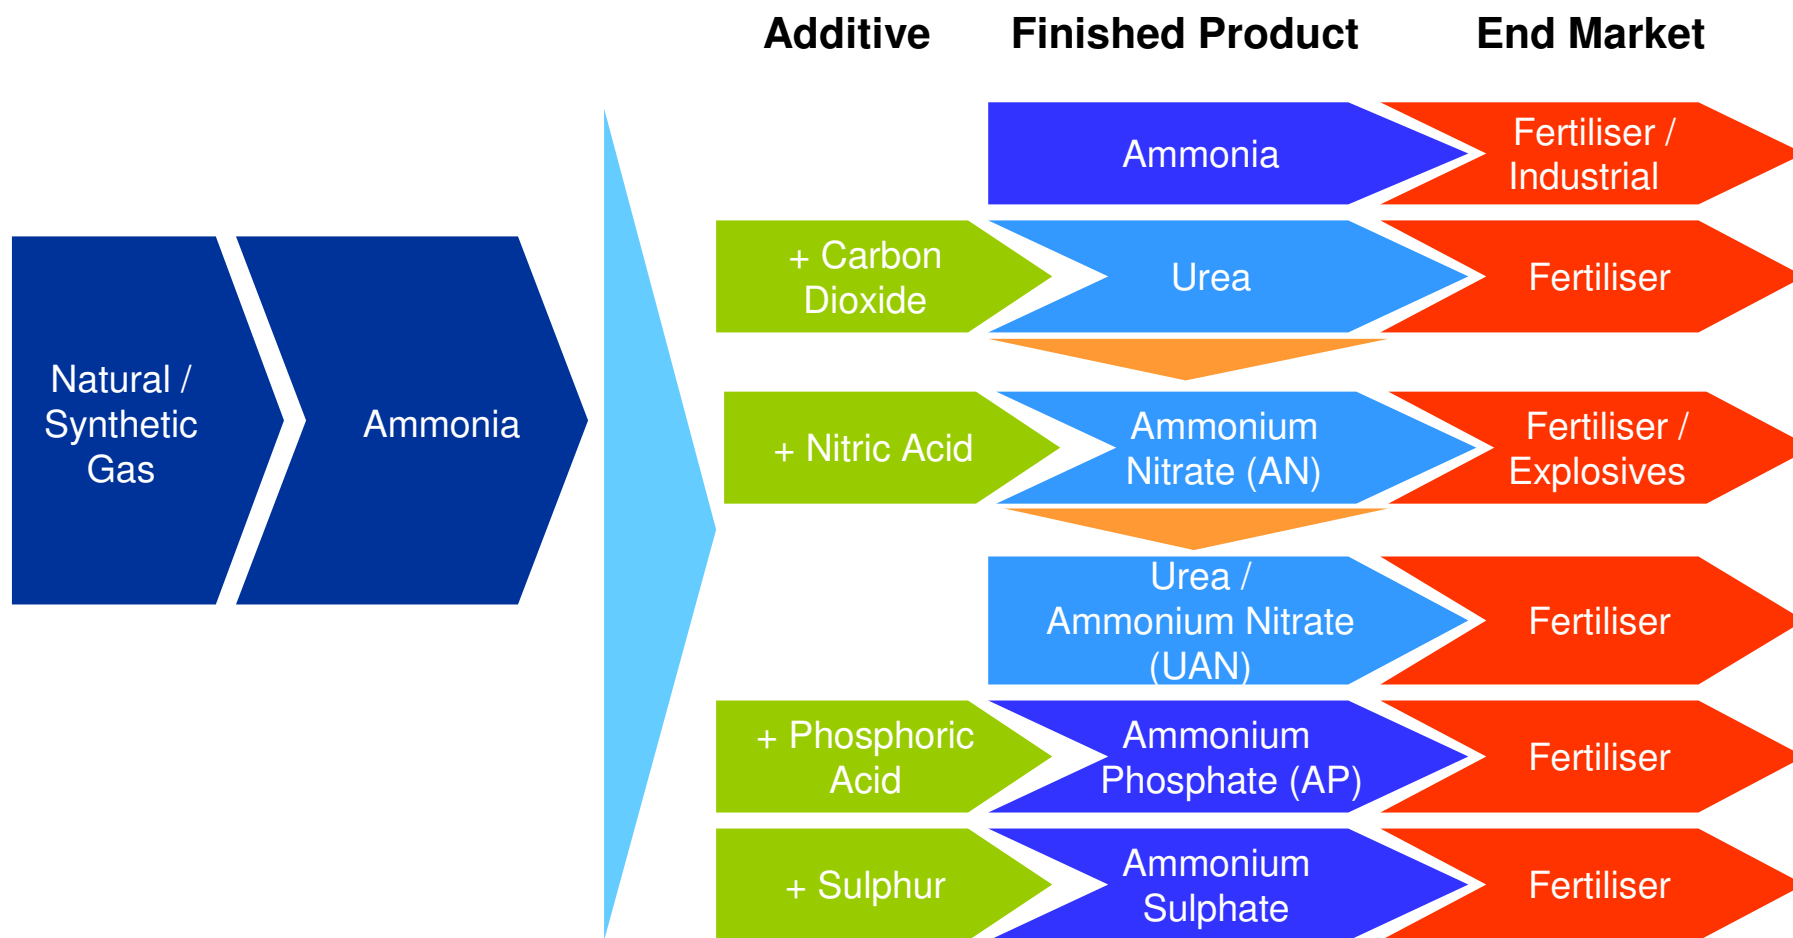 Additive
Finished Product
End Market
Natural /
Synthetic
Gas
Ammonia
Ammonia
Fertiliser /
Industrial
+ Carbon
Dioxide
Urea
Fertiliser
+ Nitric Acid
Ammonium
Nitrate (AN)
Fertiliser /
Explosives
Urea /
Ammonium Nitrate
(UAN)
Fertiliser
+ Phosphoric
Acid
Ammonium
Phosphate (AP)
Fertiliser
+ Sulphur
Ammonium
Sulphate
Fertiliser